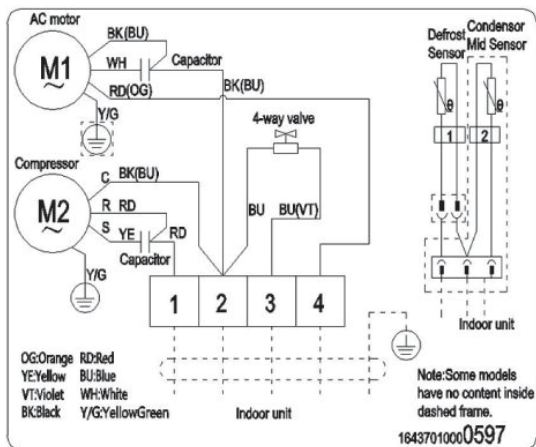 AC motor
BK(BU)
M1
~
WH
Capacitor
RD(OG)
BK(BU)
Y/G
4-way valve
Compressor
C BK(BU)
M2
~
R RD
S YE
RD
Capacitor
Y/G
BU
BU(VT)
1 2 3 4
Defrost
Sensor
Condensor
Mid Sensor
θ θ
1 2
Indoor unit
OG:Orange RD:Red
YE:Yellow BU:Blue
VT:Violet WH:White
BK:Black Y/G:YellowGreen
Indoor unit
Note:Some models
have no content inside
dashed frame.
16437010000597